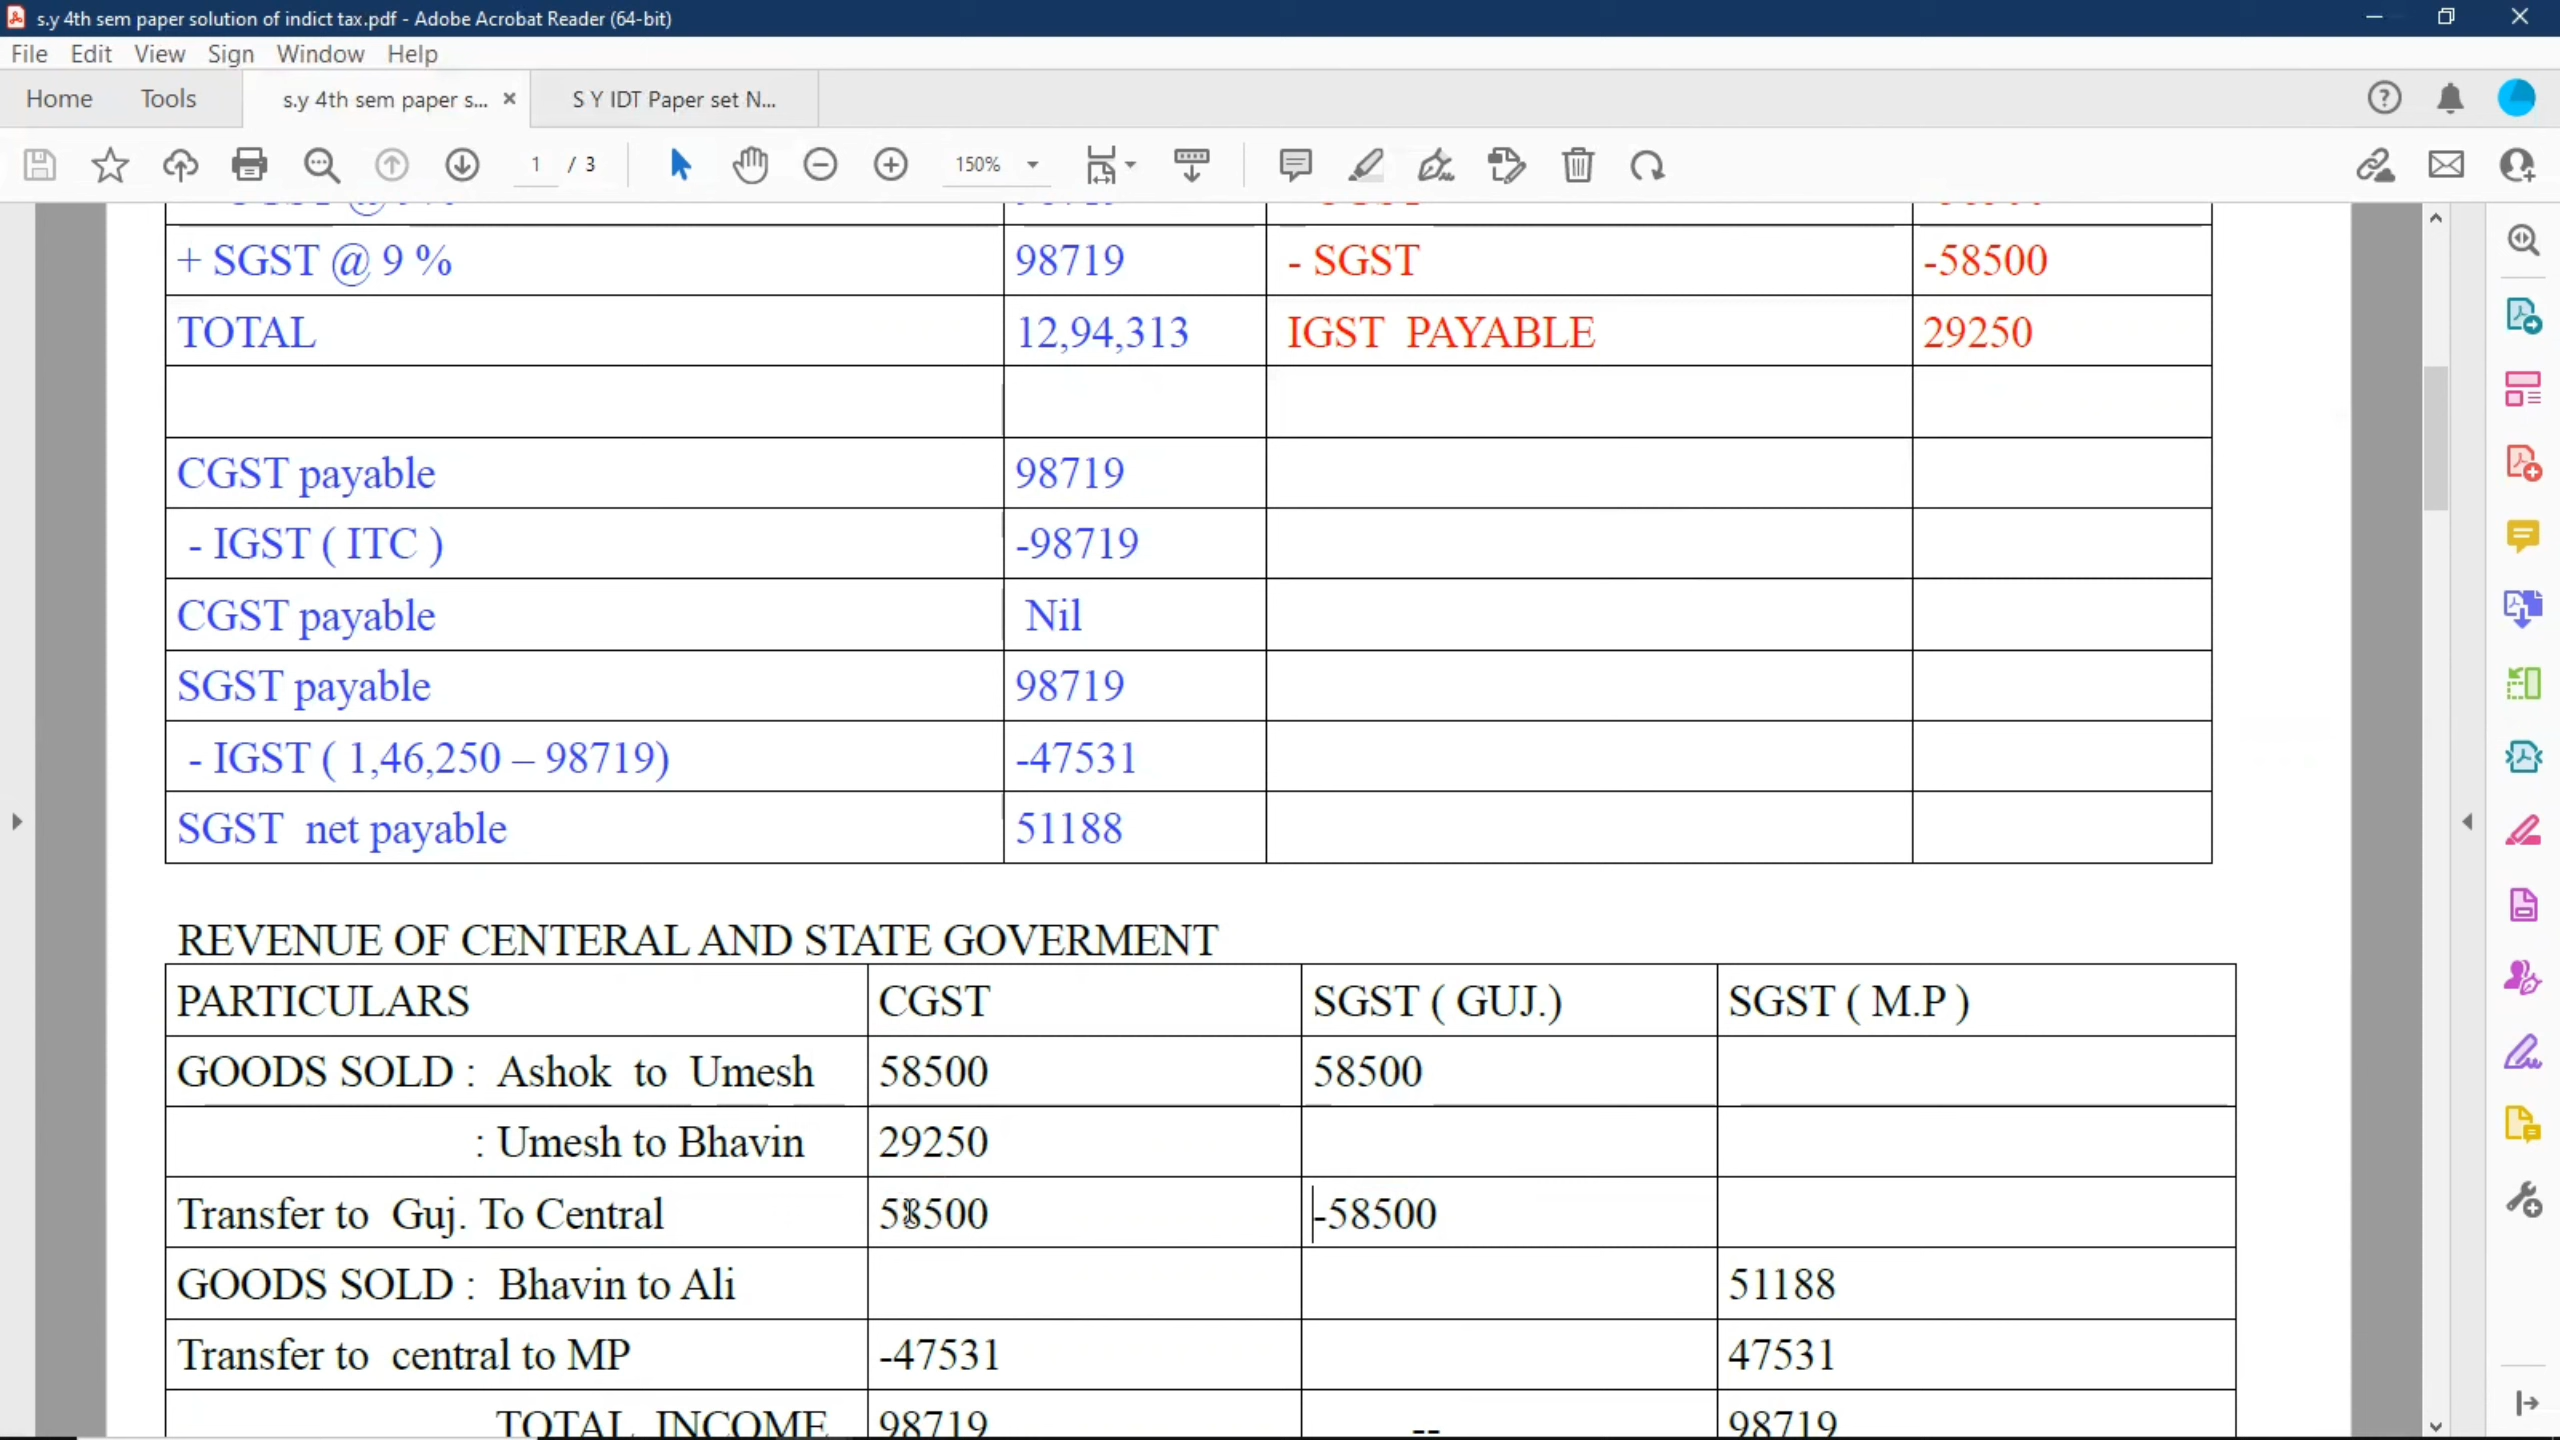 s.y 4th sem paper solution of indict tax.pdf - Adobe Acrobat Reader (64-bit)
File Edit View Sign Window Help
Home Tools s.y 4th sem paper s... S Y IDT Paper set N...
1 / 3 150%
+ SGST @ 9 % 98719 - SGST -58500
TOTAL 12,94,313 IGST PAYABLE 29250
CGST payable 98719
- IGST ( ITC ) -98719
CGST payable Nil
SGST payable 98719
- IGST ( 1,46,250 – 98719) -47531
SGST net payable 51188
REVENUE OF CENTERAL AND STATE GOVERMENT
PARTICULARS CGST SGST ( GUJ.) SGST ( M.P )
GOODS SOLD : Ashok to Umesh 58500 58500
: Umesh to Bhavin 29250
Transfer to Guj. To Central 58500 -58500
GOODS SOLD : Bhavin to Ali 51188
Transfer to central to MP -47531 47531
TOTAL INCOME 98719 -- 98719